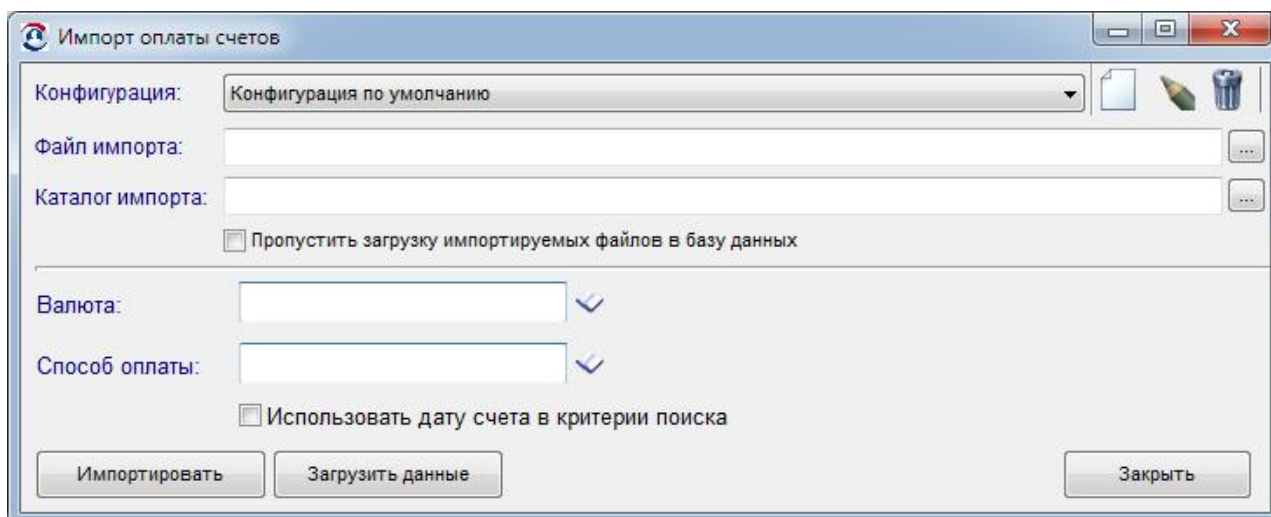 Импорт оплаты счетов
Конфигурация: Конфигурация по умолчанию
Файл импорта: ...
Каталог импорта: ...
Пропустить загрузку импортируемых файлов в базу данных
Валюта:
Способ оплаты:
Использовать дату счета в критерии поиска
Импортировать Загрузить данные Закрыть